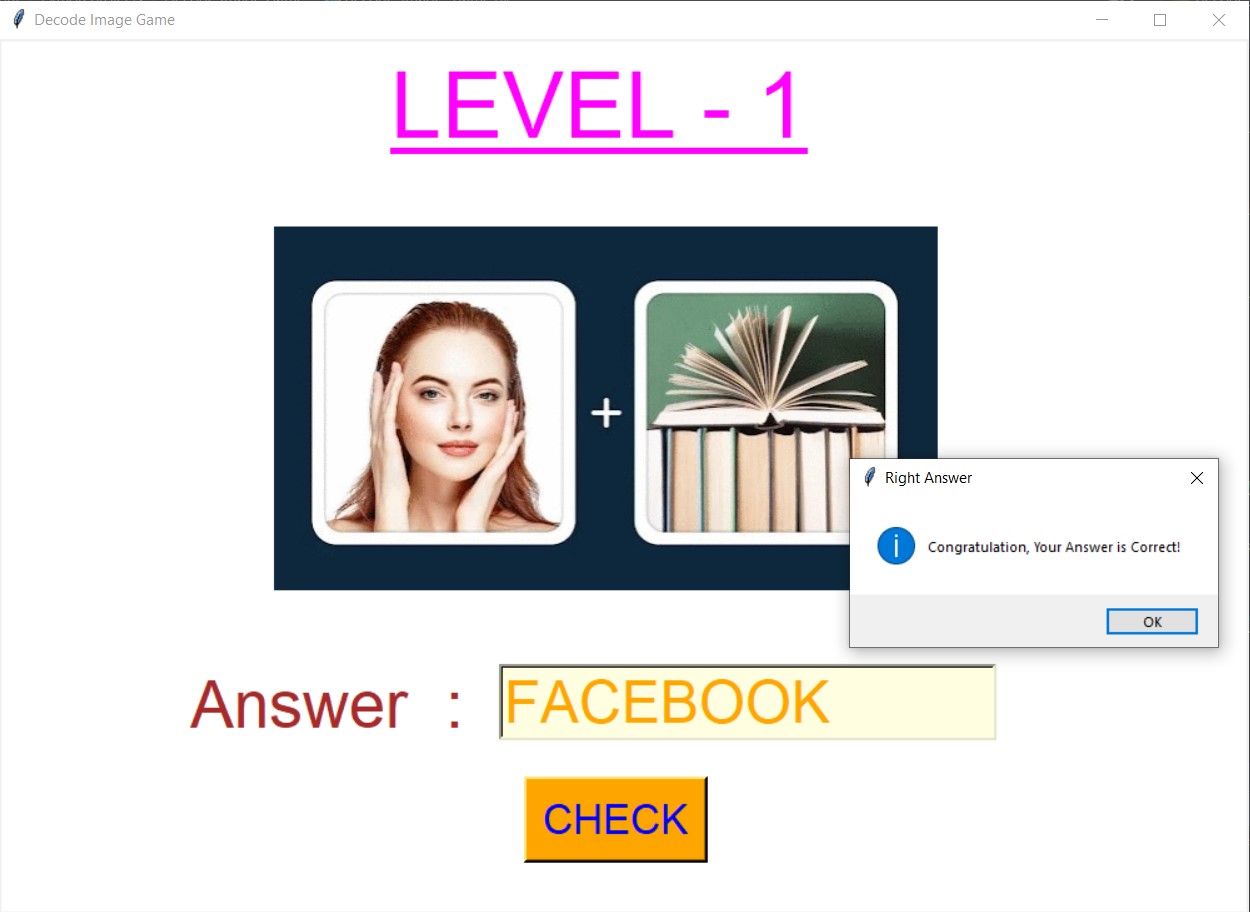 Decode Image Game
LEVEL - 1
+
Right Answer
i
Congratulation, Your Answer is Correct!
OK
Answer :
FACEBOOK
CHECK